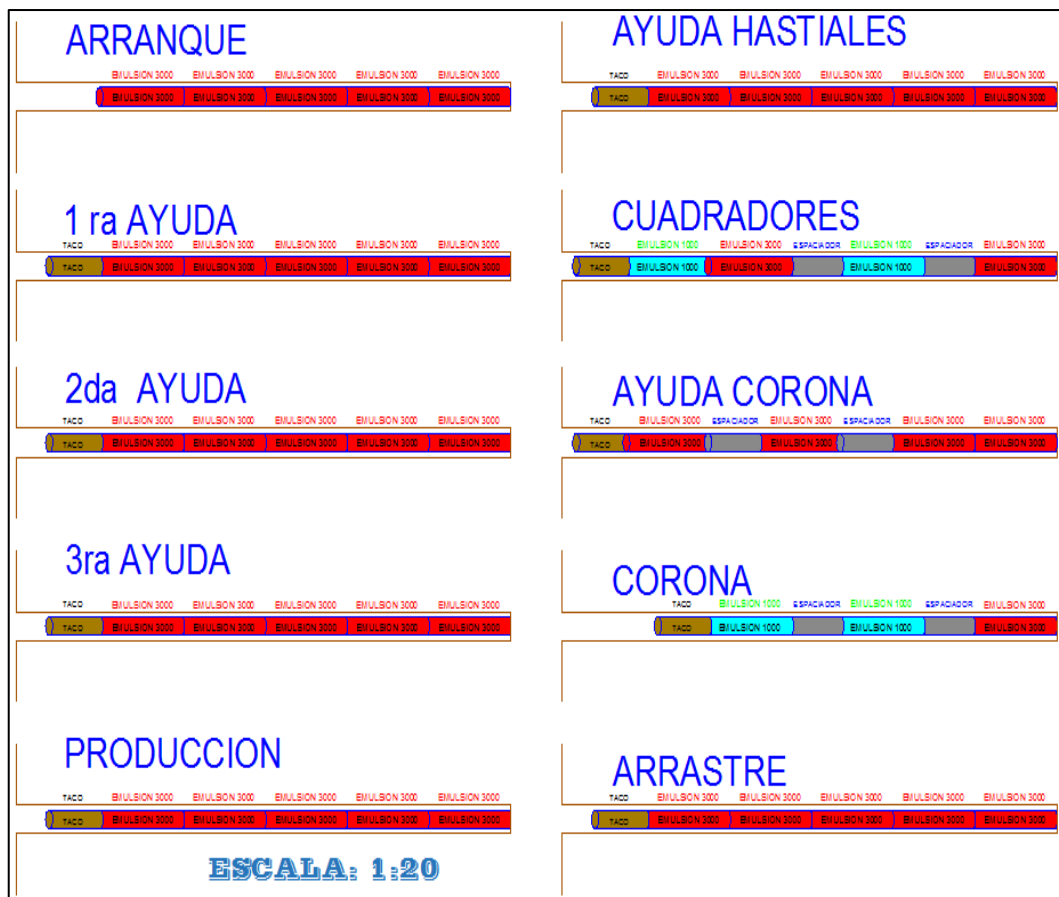 ARRANQUE
EMULSION 3000 EMULSION 3000 EMULSION 3000 EMULSION 3000 EMULSION 3000
EMULSION 3000 EMULSION 3000 EMULSION 3000 EMULSION 3000 EMULSION 3000
1 ra AYUDA
TACO EMULSION 3000 EMULSION 3000 EMULSION 3000 EMULSION 3000 EMULSION 3000
TACO EMULSION 3000 EMULSION 3000 EMULSION 3000 EMULSION 3000 EMULSION 3000
2da AYUDA
TACO EMULSION 3000 EMULSION 3000 EMULSION 3000 EMULSION 3000 EMULSION 3000
TACO EMULSION 3000 EMULSION 3000 EMULSION 3000 EMULSION 3000 EMULSION 3000
3ra AYUDA
TACO EMULSION 3000 EMULSION 3000 EMULSION 3000 EMULSION 3000 EMULSION 3000
TACO EMULSION 3000 EMULSION 3000 EMULSION 3000 EMULSION 3000 EMULSION 3000
PRODUCCION
TACO EMULSION 3000 EMULSION 3000 EMULSION 3000 EMULSION 3000 EMULSION 3000
TACO EMULSION 3000 EMULSION 3000 EMULSION 3000 EMULSION 3000 EMULSION 3000
ESCALA: 1:20
AYUDA HASTIALES
TACO EMULSION 3000 EMULSION 3000 EMULSION 3000 EMULSION 3000 EMULSION 3000
TACO EMULSION 3000 EMULSION 3000 EMULSION 3000 EMULSION 3000 EMULSION 3000
CUADRADORES
TACO EMULSION 1000 EMULSION 3000 ESPACIADOR EMULSION 1000 ESPACIADOR EMULSION 3000
TACO EMULSION 1000 EMULSION 3000 EMULSION 1000 EMULSION 3000
AYUDA CORONA
TACO EMULSION 3000 ESPACIADOR EMULSION 3000 ESPACIADOR EMULSION 3000 EMULSION 3000
TACO EMULSION 3000 EMULSION 3000 EMULSION 3000 EMULSION 3000
CORONA
TACO EMULSION 1000 ESPACIADOR EMULSION 1000 ESPACIADOR EMULSION 3000
TACO EMULSION 1000 EMULSION 1000 EMULSION 3000
ARRASTRE
TACO EMULSION 3000 EMULSION 3000 EMULSION 3000 EMULSION 3000 EMULSION 3000
TACO EMULSION 3000 EMULSION 3000 EMULSION 3000 EMULSION 3000 EMULSION 3000